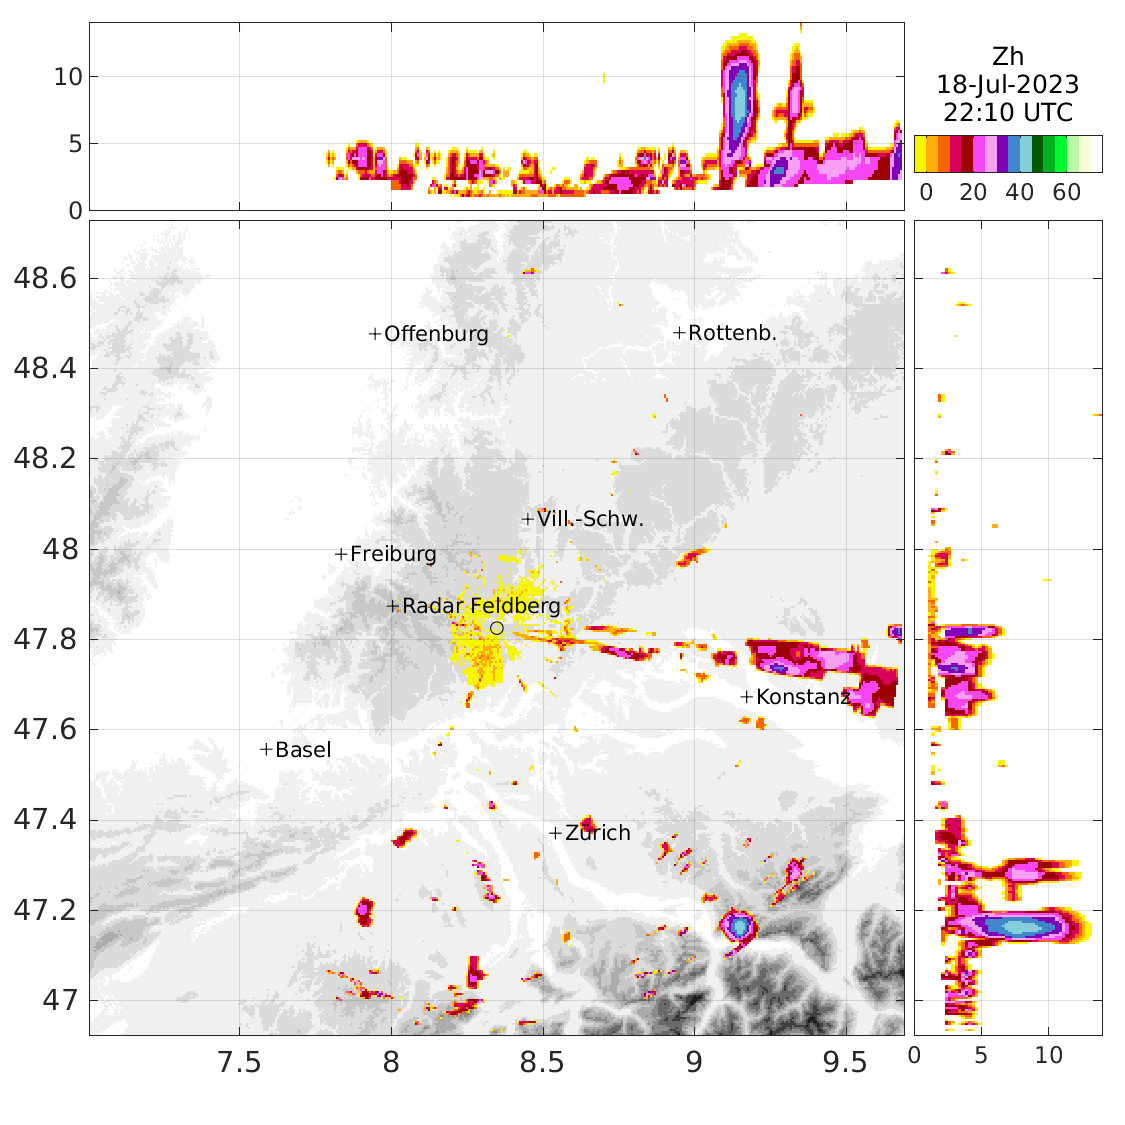 10
5
0
Zh
18-Jul-2023
22:10 UTC
0 20 40 60
48.6
48.4
48.2
48
47.8
47.6
47.4
47.2
47
Offenburg
Rottenb.
Vill.-Schw.
Freiburg
Radar Feldberg
Konstanz
Basel
Zurich
7.5 8 8.5 9 9.5
0 5 10